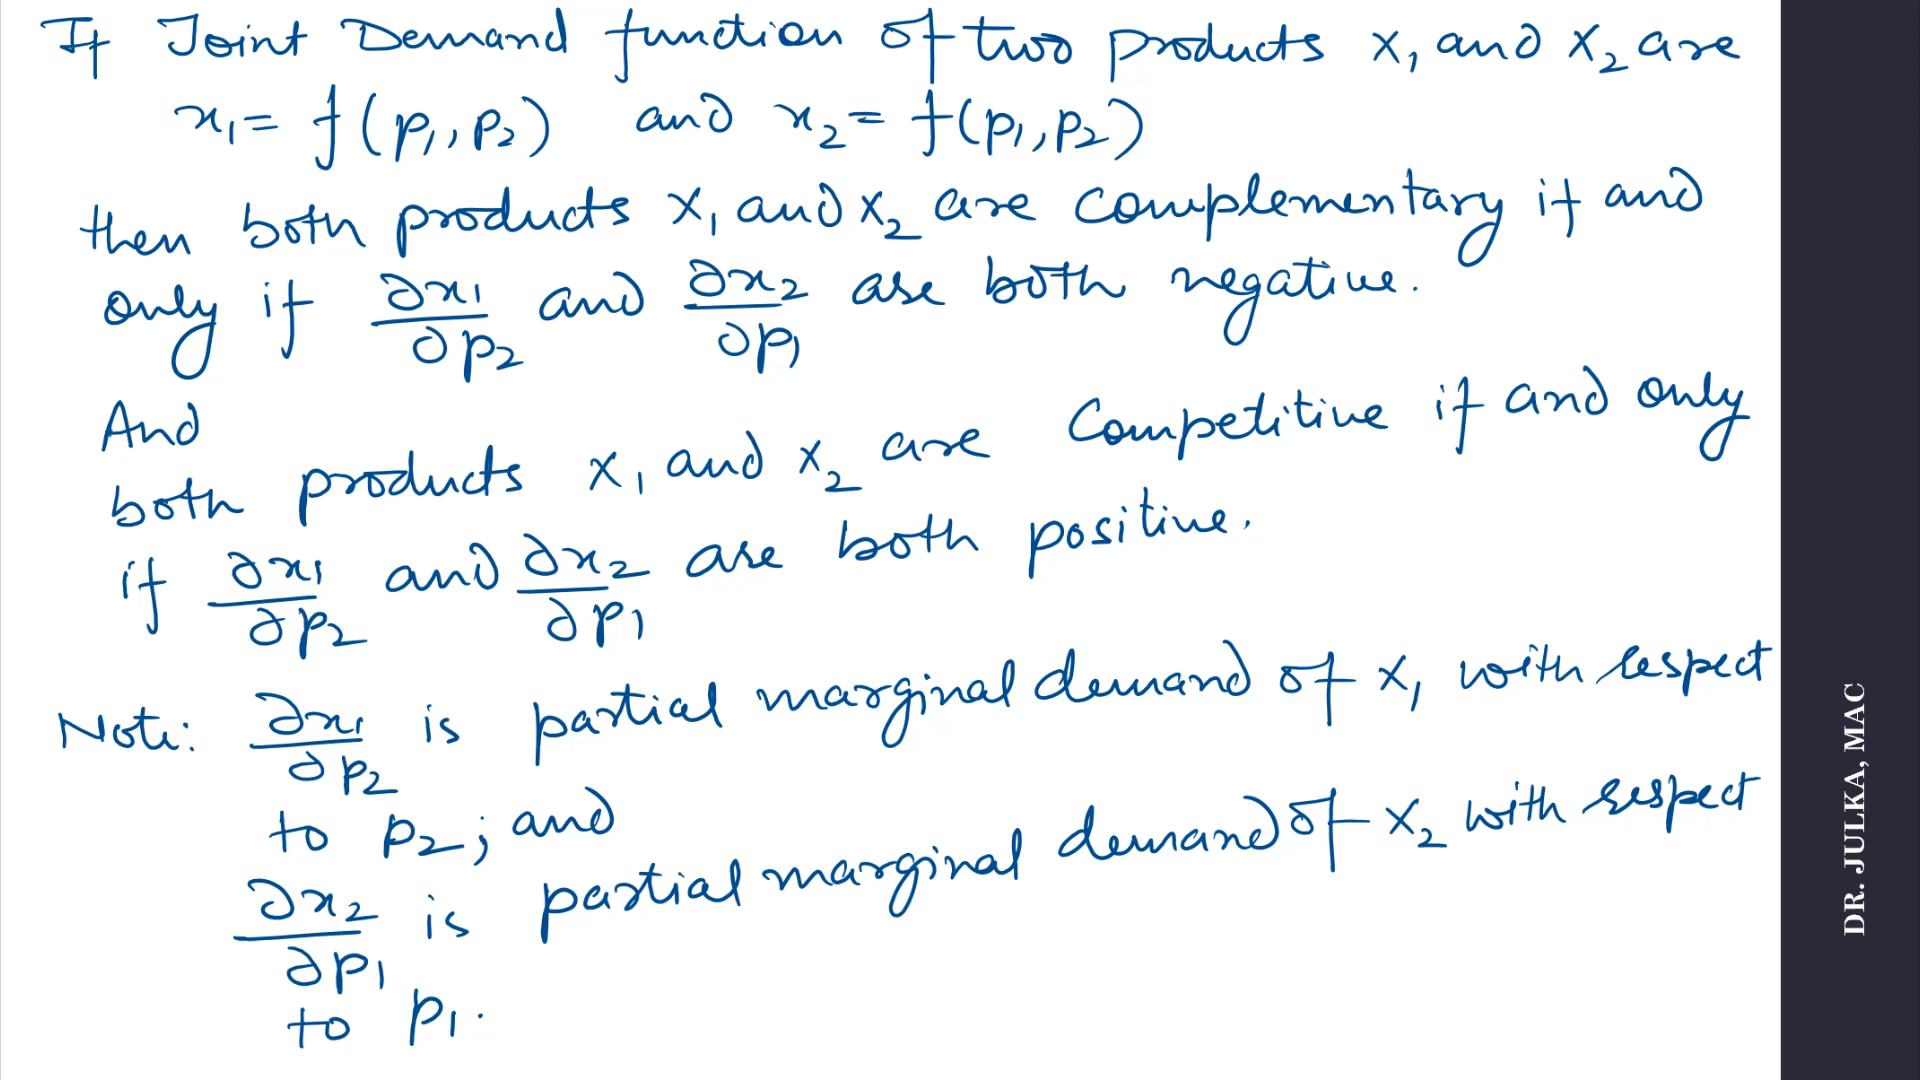 If Joint Demand function of two products X₁ and X₂ are
x₁ = f(p₁, p₂) and x₂ = f(p₁, p₂)
then both products X₁ and X₂ are complementary if and
only if ∂x₁/∂p₂ and ∂x₂/∂p₁ are both negative.
And
both products X₁ and X₂ are Competitive if and only
if ∂x₁/∂p₂ and ∂x₂/∂p₁ are both positive.
Note: ∂x₁/∂p₂ is partial marginal demand of X₁ with respect
to p₂; and
∂x₂/∂p₁ is partial marginal demand of X₂ with respect
to p₁.
DR. JULKA, MAC